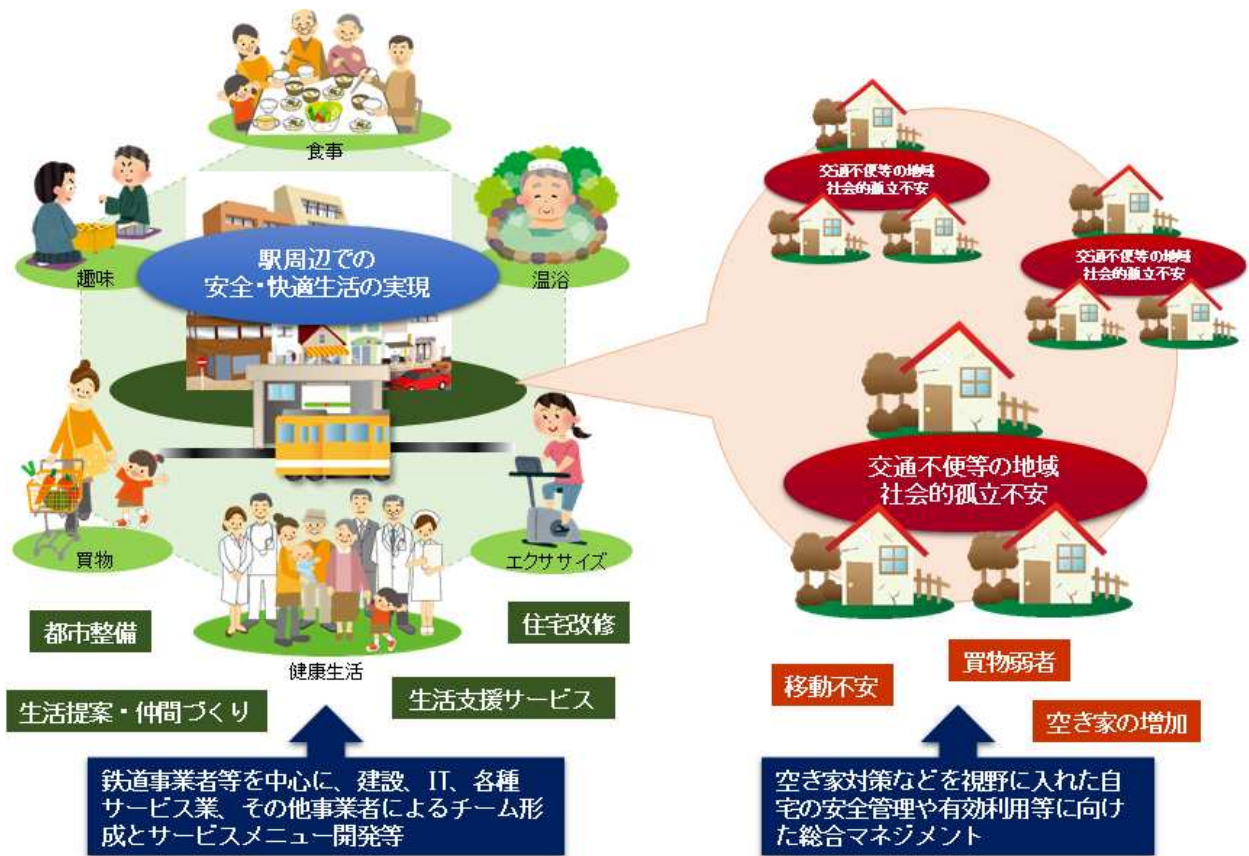 食事
趣味
温浴
駅周辺での
安全・快適生活の実現
買物
エクササイズ
健康生活
都市整備
住宅改修
生活提案・仲間づくり
生活支援サービス
鉄道事業者等を中心に、建設、IT、各種
サービス業、その他事業者によるチーム形
成とサービスメニュー開発等
交通不便等の地域
社会的孤立不安
交通不便等の地域
社会的孤立不安
交通不便等の地域
社会的孤立不安
買物弱者
移動不安
空き家の増加
空き家対策などを視野に入れた自
宅の安全管理や有効利用等に向け
た総合マネジメント